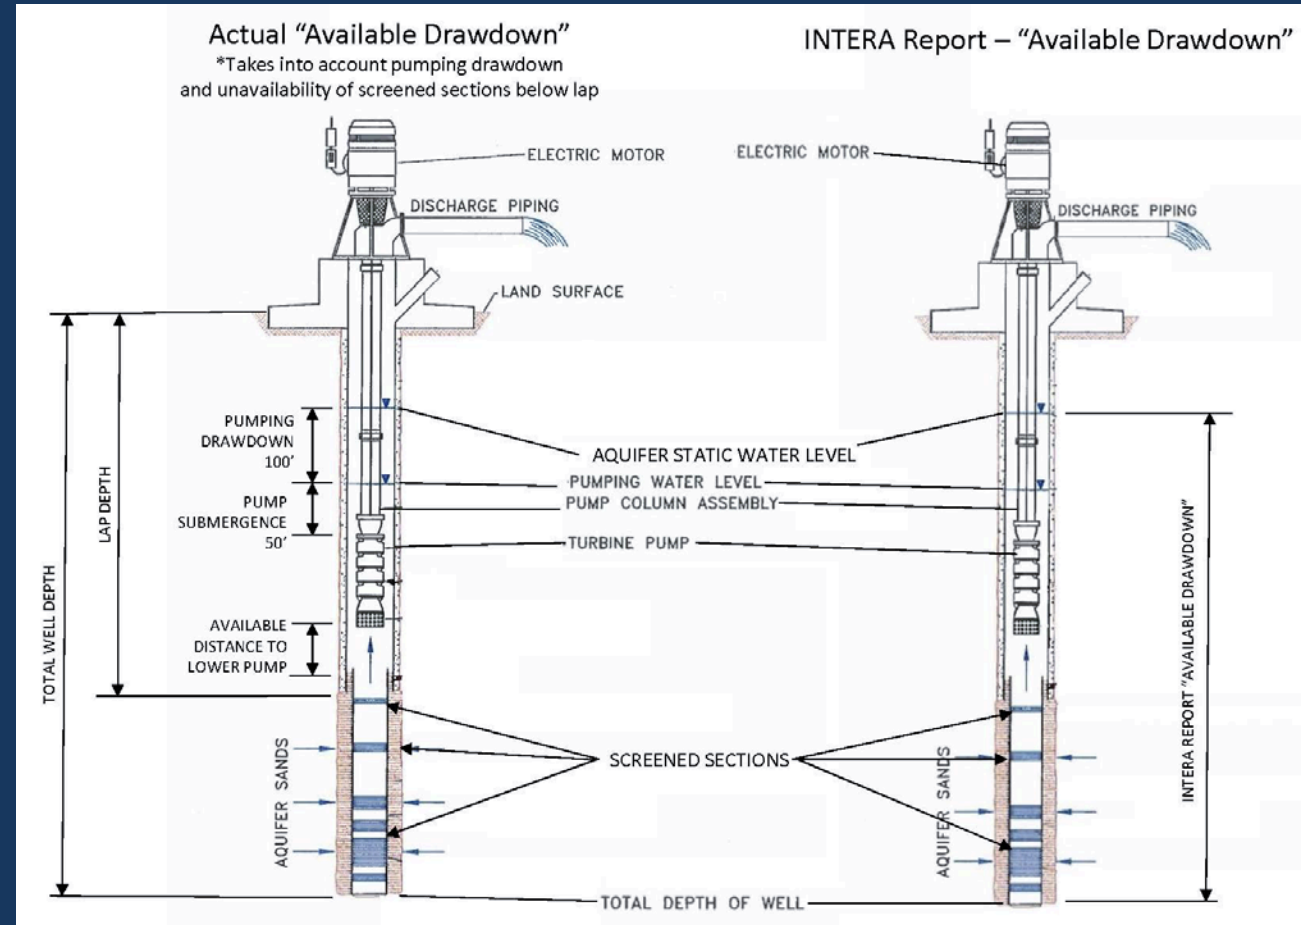 Actual “Available Drawdown”
*Takes into account pumping drawdown
and unavailability of screened sections below lap
INTERA Report – “Available Drawdown”
ELECTRIC MOTOR
ELECTRIC MOTOR
DISCHARGE PIPING
DISCHARGE PIPING
LAND SURFACE
PUMPING
DRAWDOWN
100’
AQUIFER STATIC WATER LEVEL
PUMPING WATER LEVEL
PUMP COLUMN ASSEMBLY
PUMP
SUBMERGENCE
50’
TURBINE PUMP
LAP DEPTH
TOTAL WELL DEPTH
AVAILABLE
DISTANCE TO
LOWER PUMP
INTERA REPORT “AVAILABLE DRAWDOWN”
SCREENED SECTIONS
AQUIFER SANDS
AQUIFER SANDS
TOTAL DEPTH OF WELL